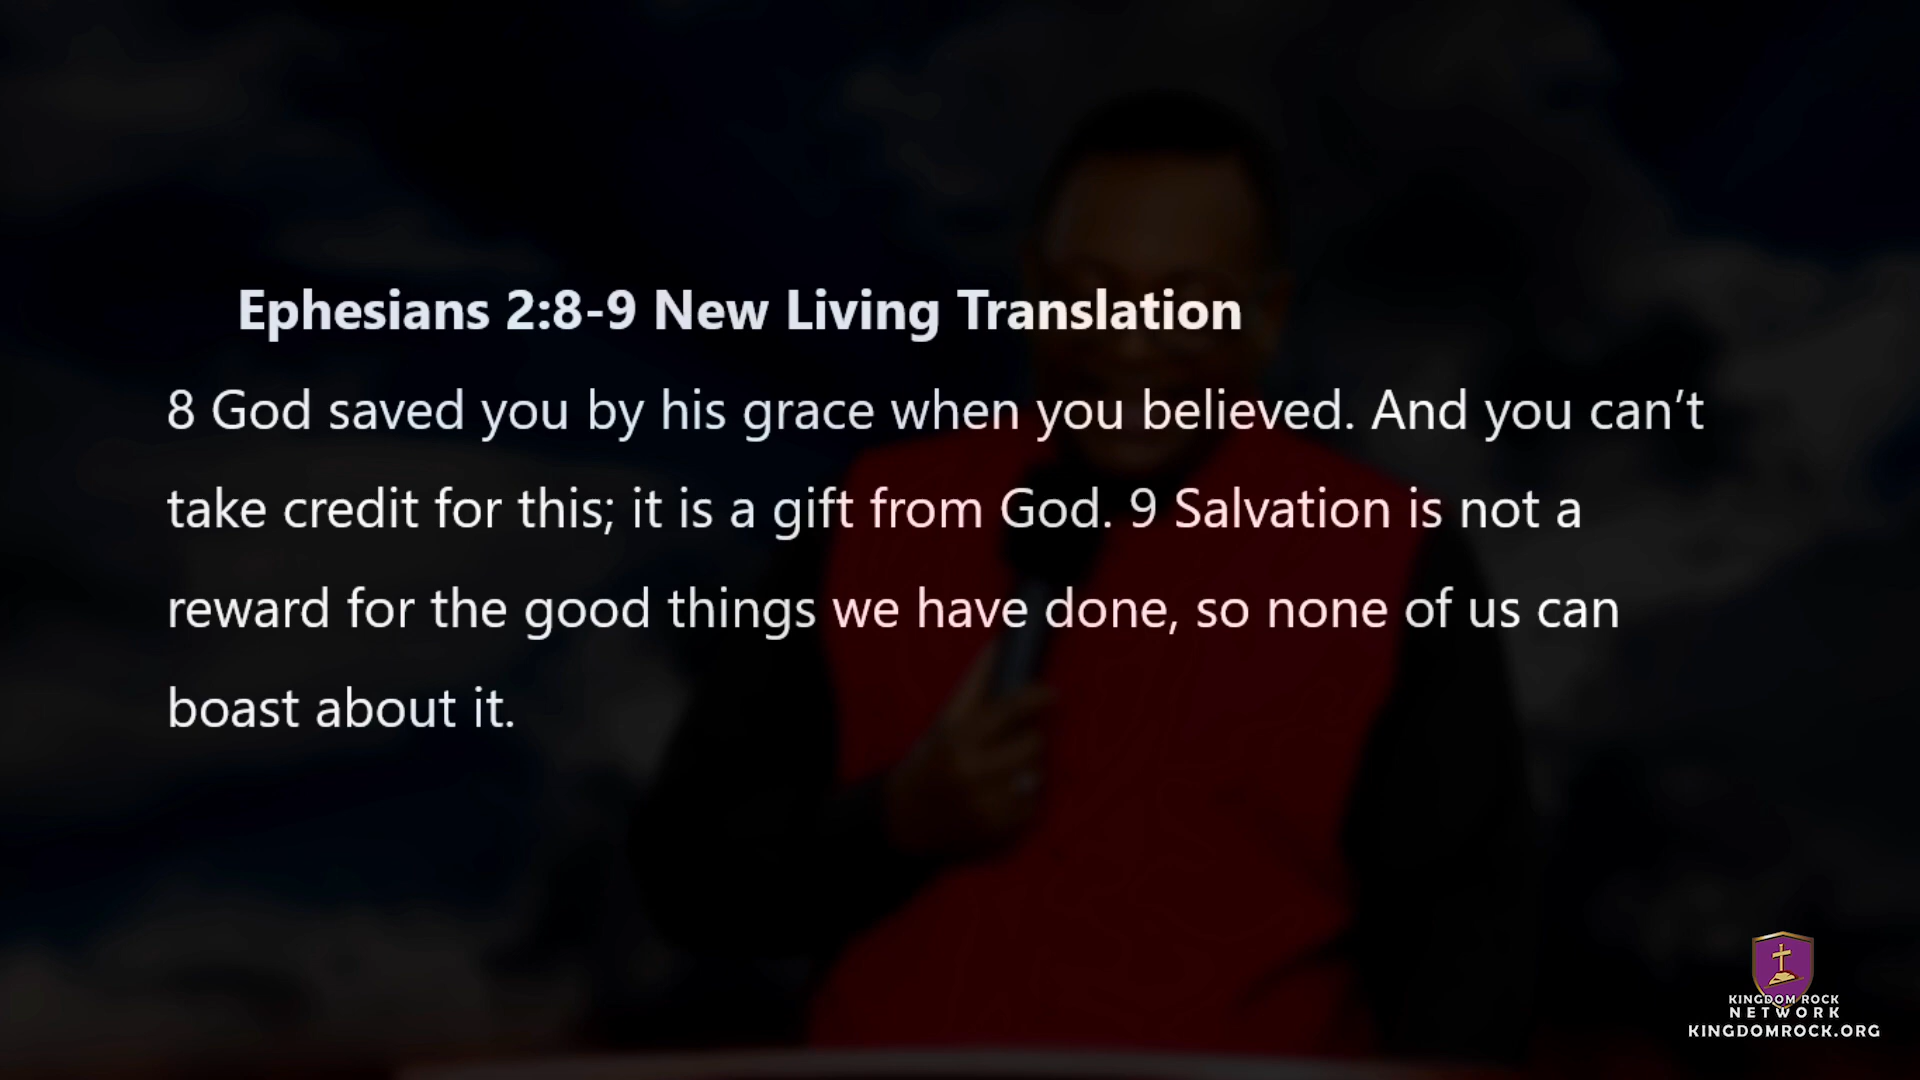 Ephesians 2:8-9 New Living Translation
8 God saved you by his grace when you believed. And you can’t
take credit for this; it is a gift from God. 9 Salvation is not a
reward for the good things we have done, so none of us can
boast about it.
KINGDOM ROCK
NETWORK
KINGDOMROCK.ORG